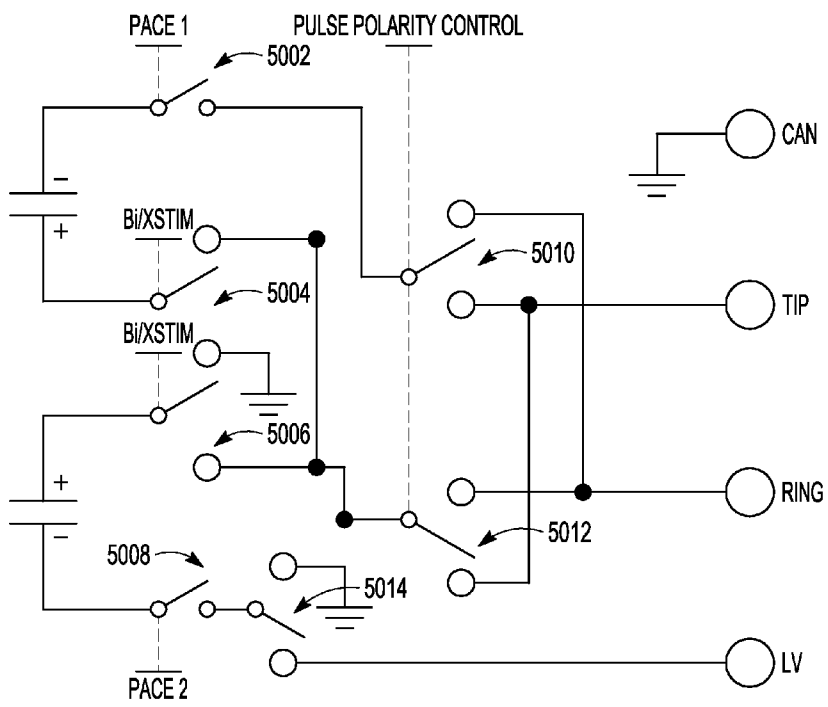 PACE 1
PULSE POLARITY CONTROL
5002
CAN
−
+
Bi/XSTIM
5004
5010
TIP
Bi/XSTIM
5006
+
−
RING
5012
5008
5014
LV
PACE 2